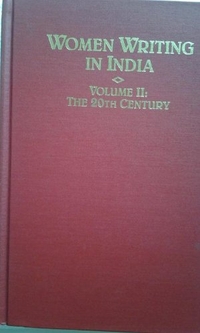 WOMEN WRITING
IN INDIA
VOLUME II:
THE 20TH CENTURY